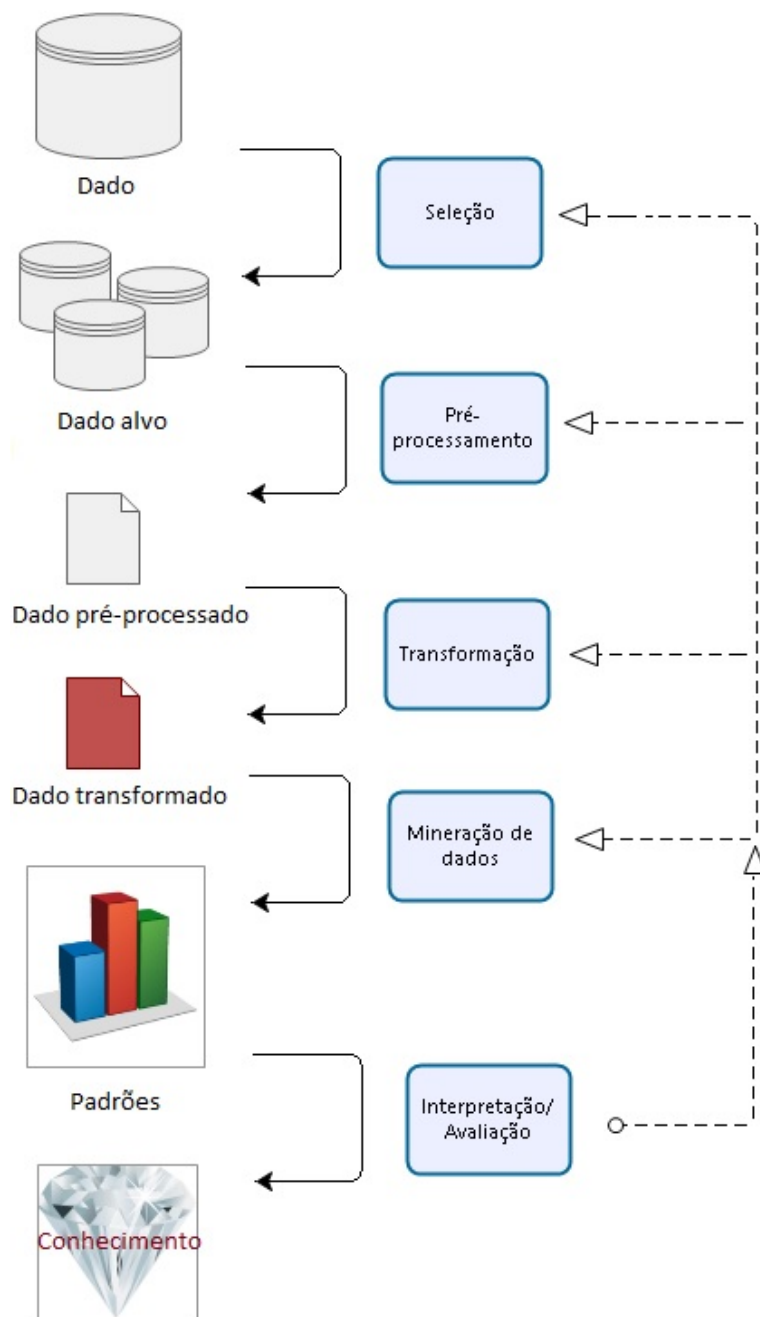 Dado
Seleção
Dado alvo
Pré-
processamento
Dado pré-processado
Transformação
Dado transformado
Mineração de
dados
Padrões
Interpretação/
Avaliação
Conhecimento